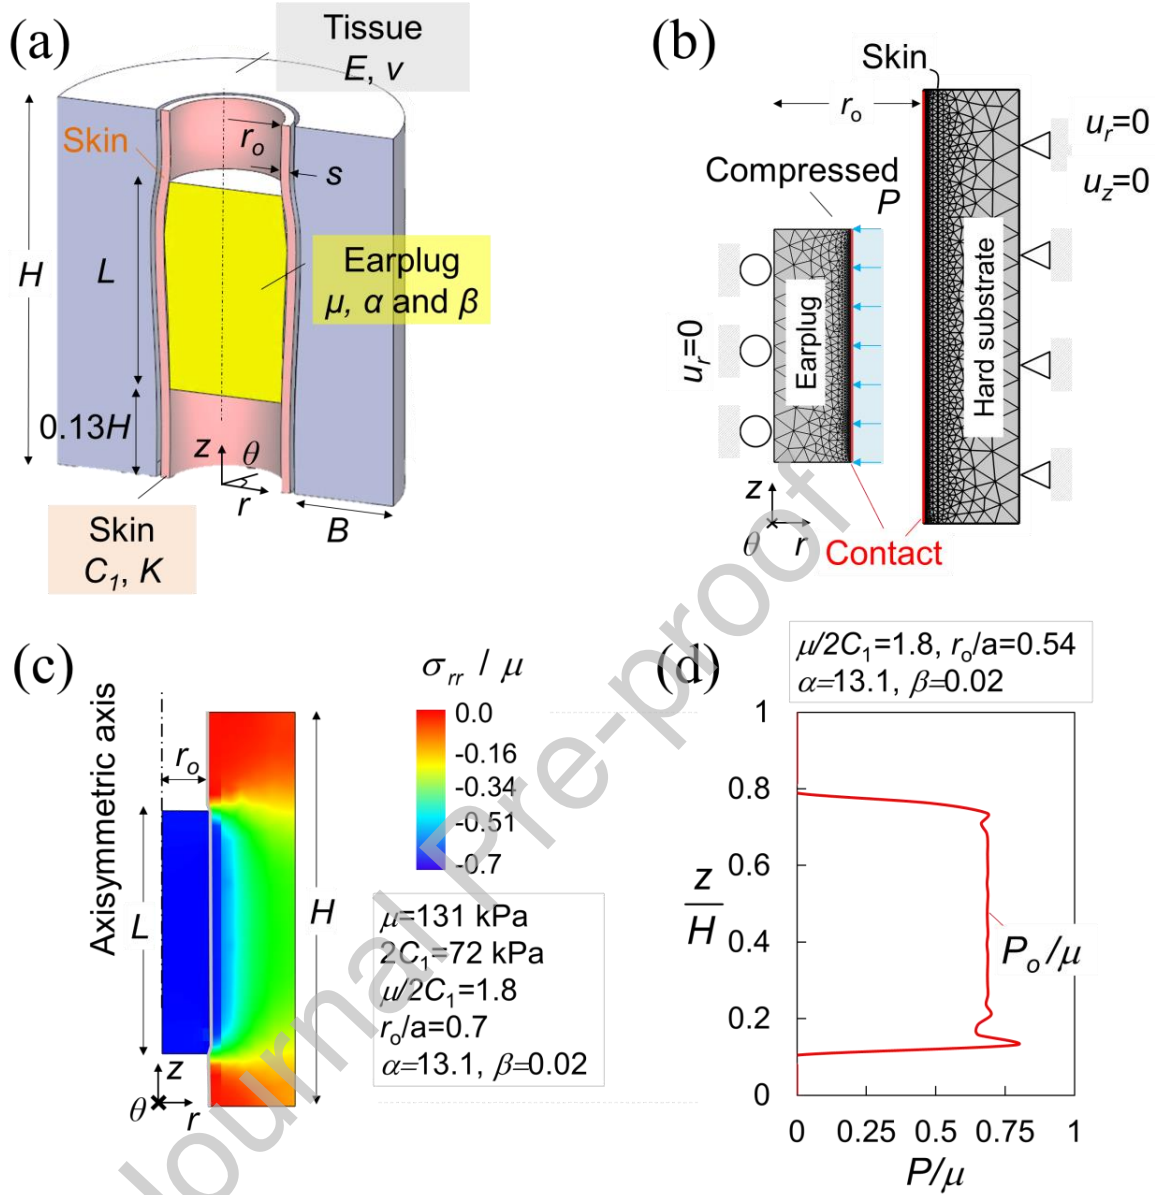 (a)
Tissue
E, ν
Skin
r_o
s
H
L
Earplug
μ, α and β
0.13H
z
θ
r
B
Skin
C_1, K
(b)
Skin
r_o
u_r=0
u_z=0
Compressed
P
Earplug
Hard substrate
u_r=0
z
θ
r
Contact
(c)
σ_rr / μ
Axisymmetric axis
r_o
0.0
-0.16
-0.34
-0.51
-0.7
L
H
μ=131 kPa
2C_1=72 kPa
μ/2C_1=1.8
r_o/a=0.7
α=13.1, β=0.02
z
θ
r
(d)
μ/2C_1=1.8, r_o/a=0.54
α=13.1, β=0.02
1
0.8
0.6
z/H
P_o/μ
0.4
0.2
0
0 0.25 0.5 0.75 1
P/μ
Journal Pre-proof